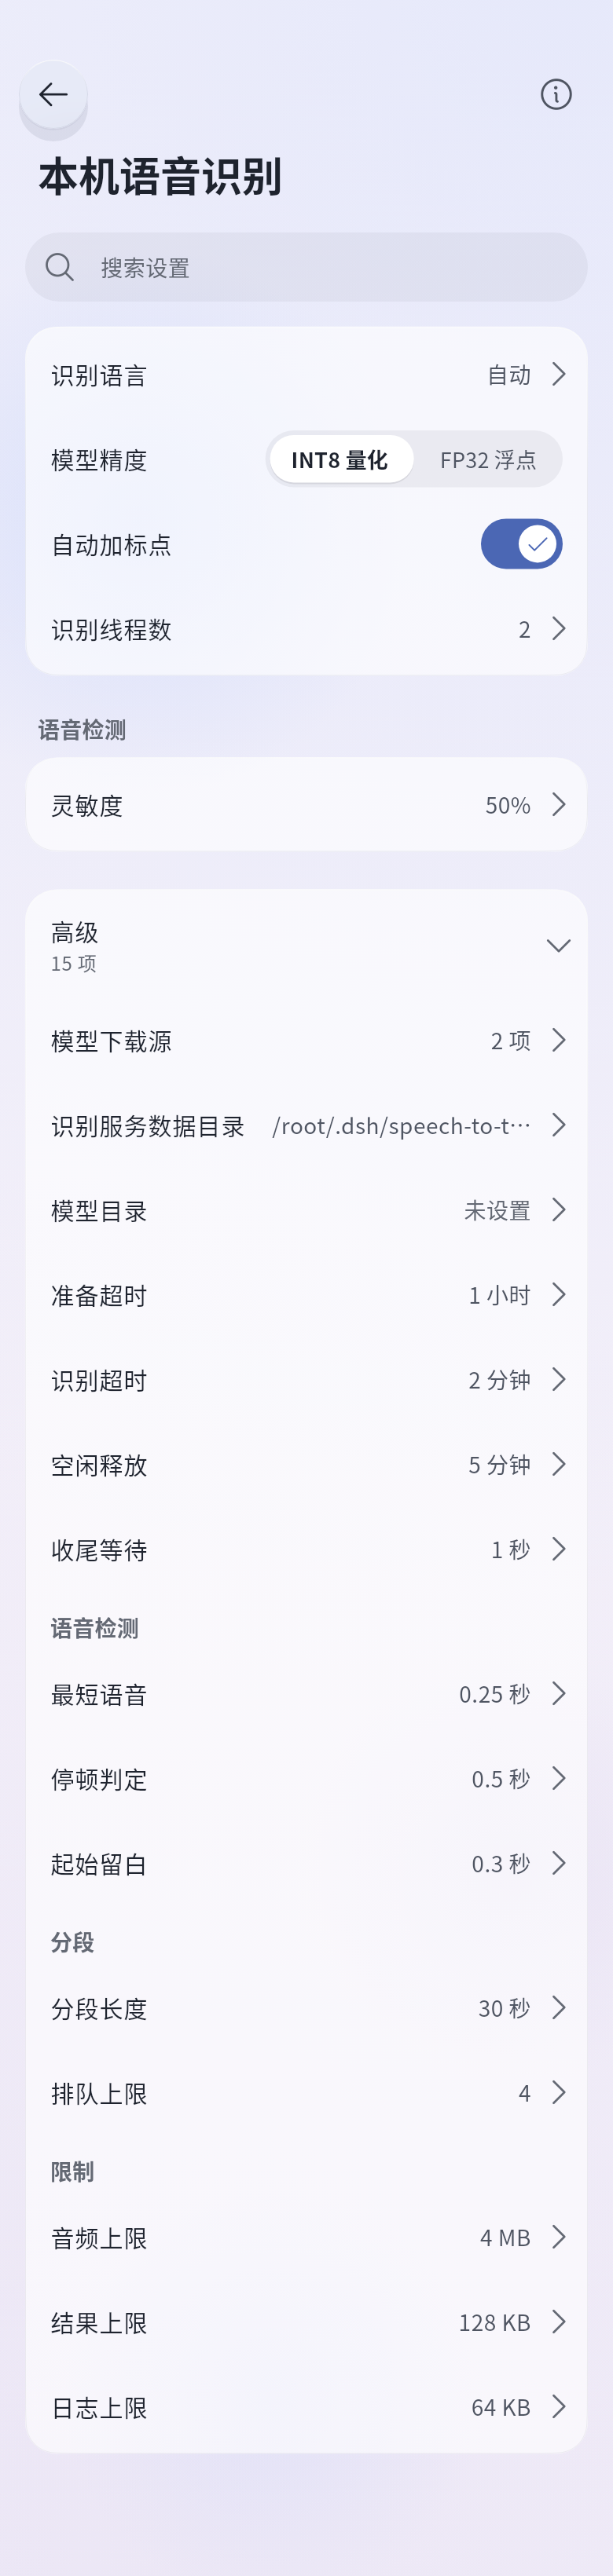 本机语音识别
搜索设置
识别语言 自动
模型精度 INT8 量化 FP32 浮点
自动加标点
识别线程数 2
语音检测
灵敏度 50%
高级
15 项
模型下载源 2 项
识别服务数据目录 /root/.dsh/speech-to-t…
模型目录 未设置
准备超时 1 小时
识别超时 2 分钟
空闲释放 5 分钟
收尾等待 1 秒
语音检测
最短语音 0.25 秒
停顿判定 0.5 秒
起始留白 0.3 秒
分段
分段长度 30 秒
排队上限 4
限制
音频上限 4 MB
结果上限 128 KB
日志上限 64 KB